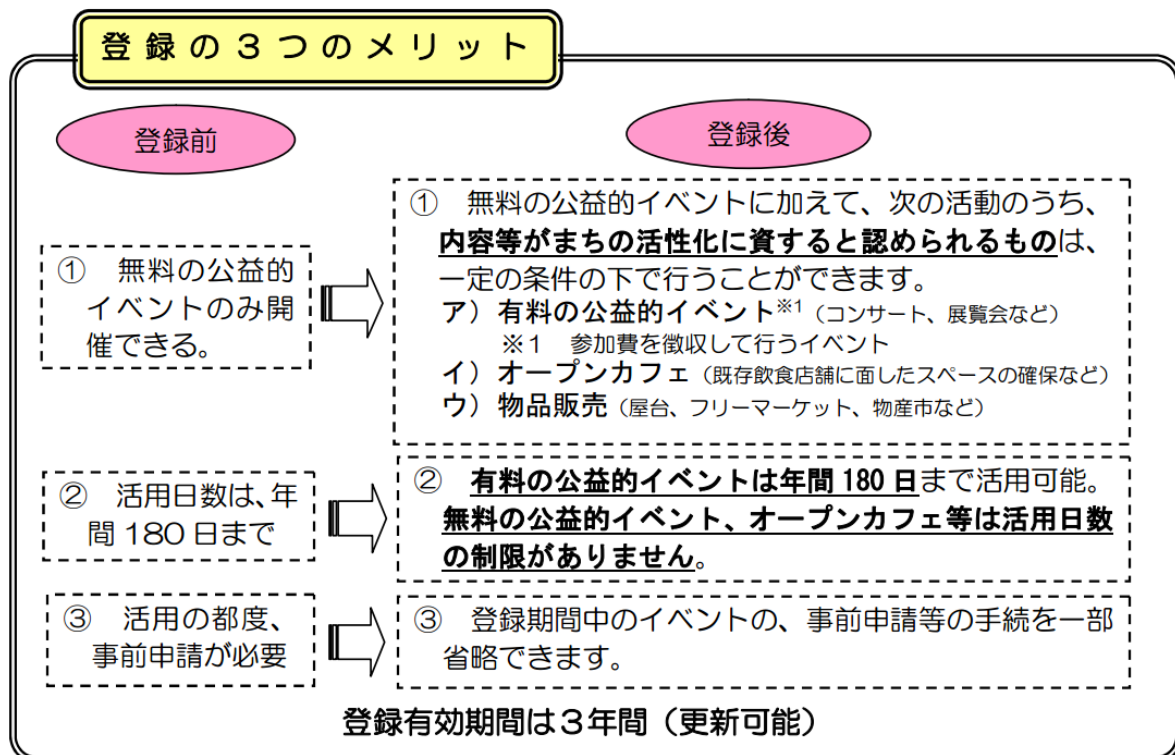 登録の３つのメリット
登録前
登録後
① 無料の公益的
イベントのみ開
催できる。
① 無料の公益的イベントに加えて、次の活動のうち、
内容等がまちの活性化に資すると認められるものは、
一定の条件の下で行うことができます。
ア）有料の公益的イベント※1（コンサート、展覧会など）
※１ 参加費を徴収して行うイベント
イ）オープンカフェ（既存飲食店舗に面したスペースの確保など）
ウ）物品販売（屋台、フリーマーケット、物産市など）
② 活用日数は、年
間 180 日まで
② 有料の公益的イベントは年間 180 日まで活用可能。
無料の公益的イベント、オープンカフェ等は活用日数
の制限がありません。
③ 活用の都度、
事前申請が必要
③ 登録期間中のイベントの、事前申請等の手続を一部
省略できます。
登録有効期間は３年間（更新可能）